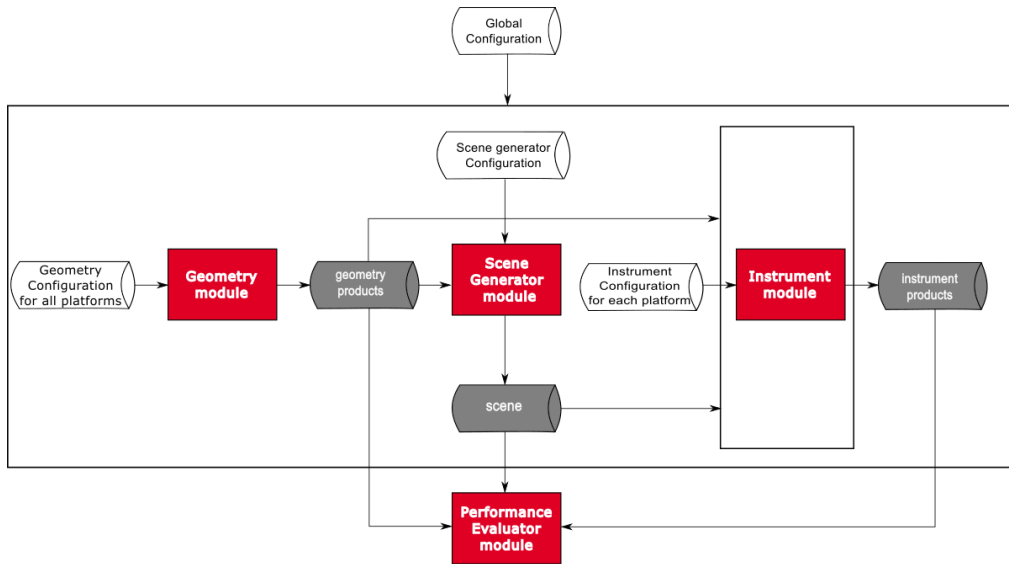 Global
Configuration
Scene generator
Configuration
Geometry
Configuration
for all platforms
Geometry
module
geometry
products
Scene
Generator
module
Instrument
Configuration
for each platform
Instrument
module
instrument
products
scene
Performance
Evaluator
module